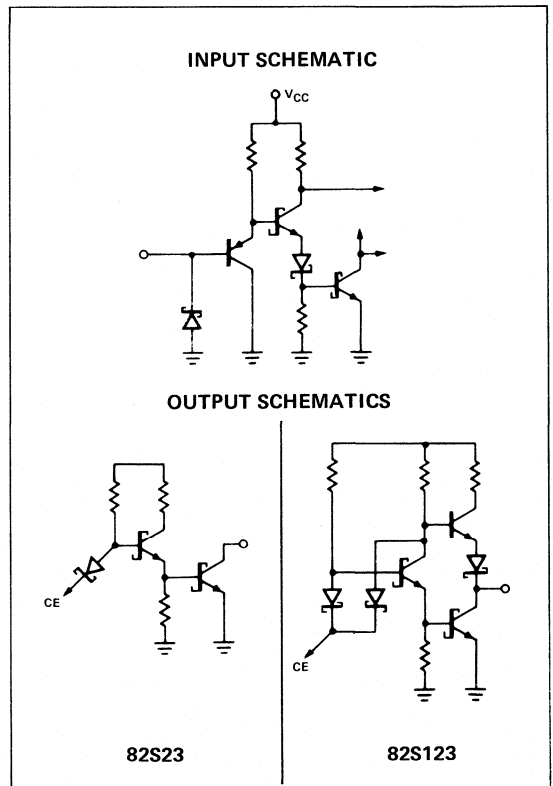 INPUT SCHEMATIC
VCC
OUTPUT SCHEMATICS
CE
CE
82S23
82S123